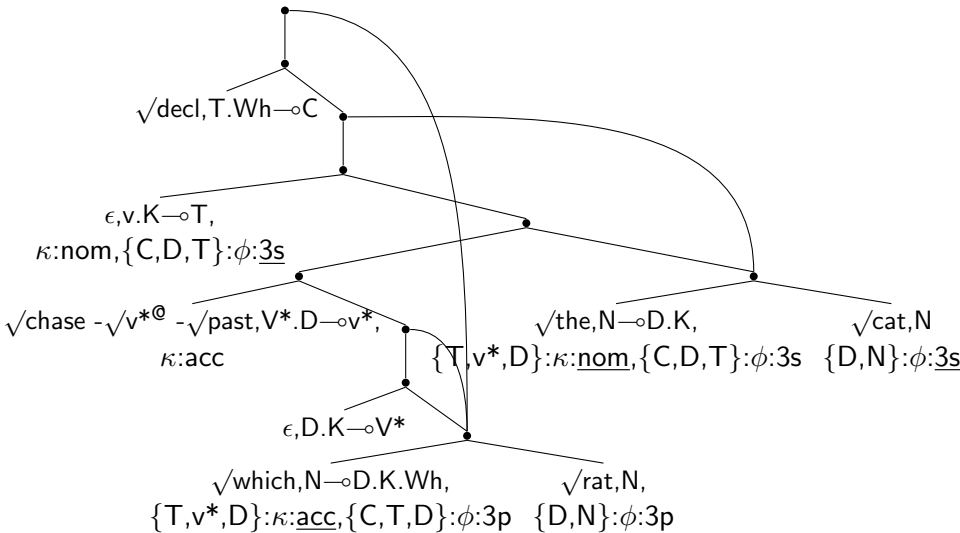 √decl,T.Wh⊸C
ϵ,v.K⊸T,
κ:nom,{C,D,T}:ϕ:3s
√chase -√v*@ -√past,V*.D⊸v*,
κ:acc
√the,N⊸D.K,
{T,v*,D}:κ:nom,{C,D,T}:ϕ:3s
√cat,N
{D,N}:ϕ:3s
ϵ,D.K⊸V*
√which,N⊸D.K.Wh,
{T,v*,D}:κ:acc,{C,T,D}:ϕ:3p
√rat,N,
{D,N}:ϕ:3p